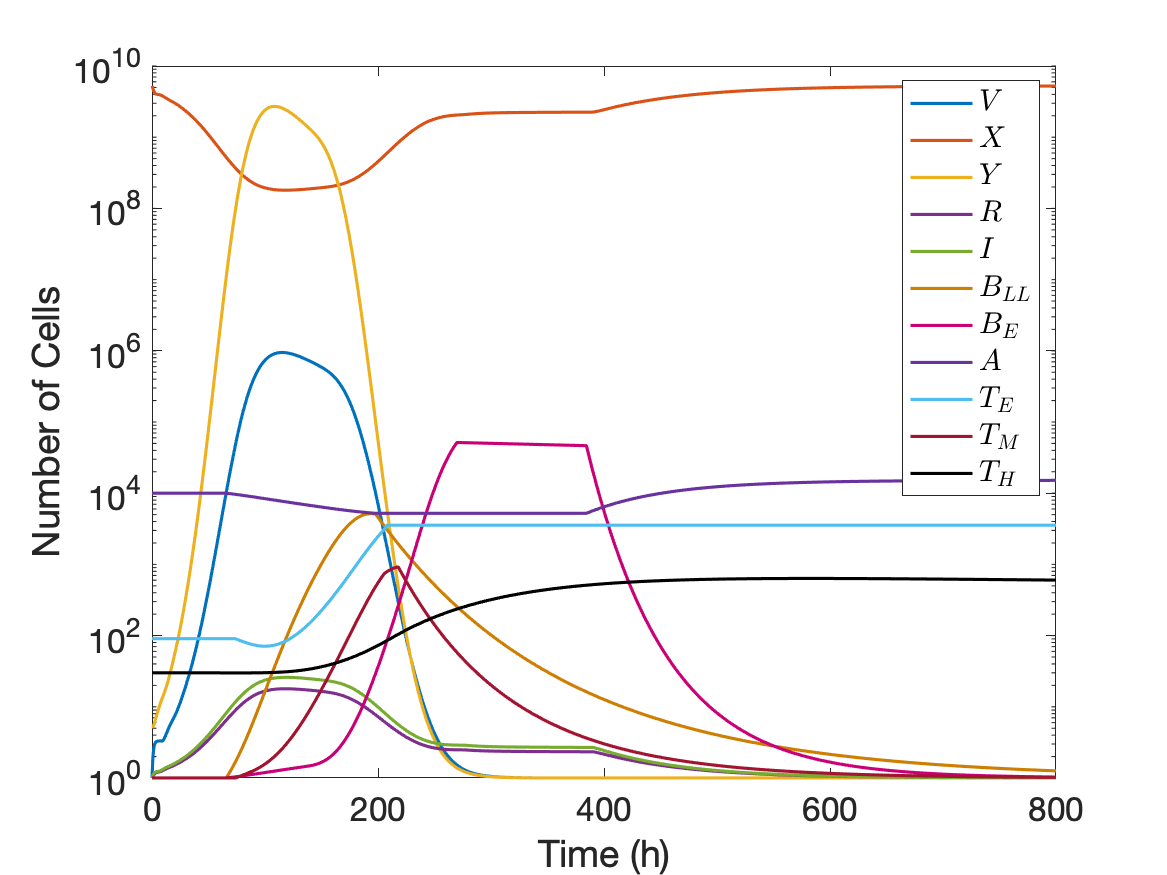 Number of Cells
10^10
10^8
10^6
10^4
10^2
10^0
0 200 400 600 800
Time (h)
V
X
Y
R
I
B_LL
B_E
A
T_E
T_M
T_H